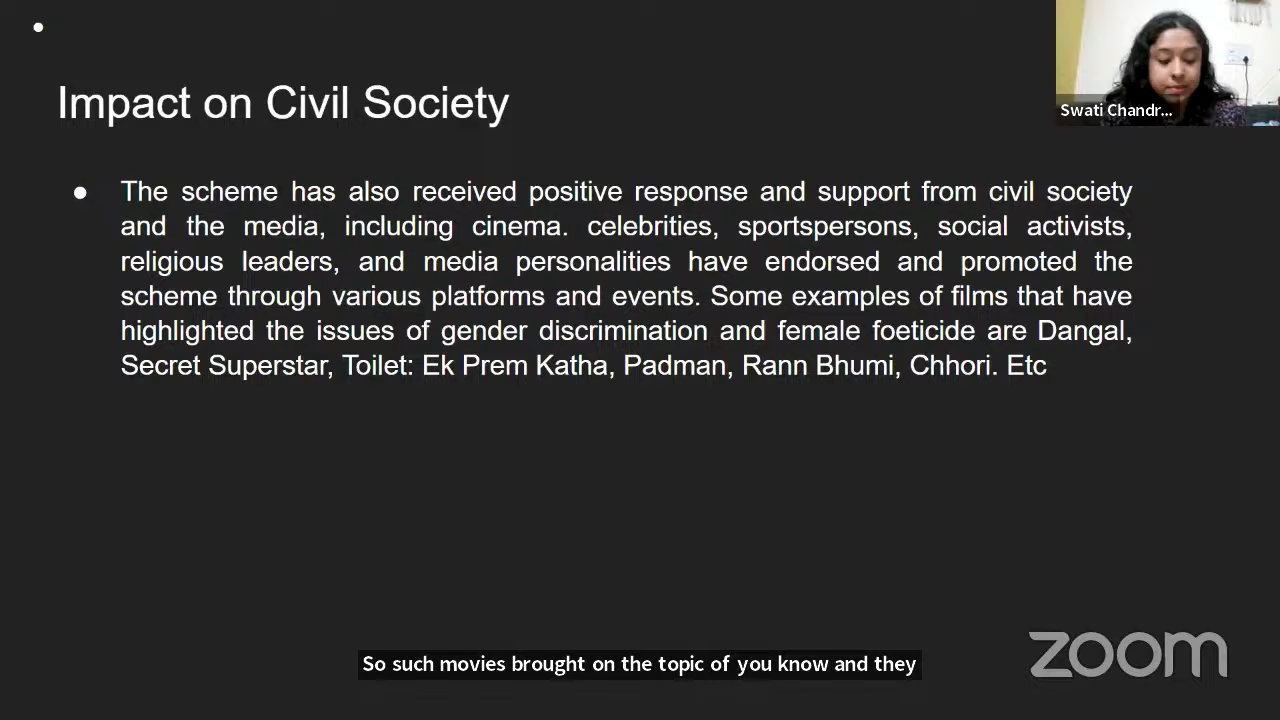 Swati Chandr...
Impact on Civil Society
● The scheme has also received positive response and support from civil society
and the media, including cinema. celebrities, sportspersons, social activists,
religious leaders, and media personalities have endorsed and promoted the
scheme through various platforms and events. Some examples of films that have
highlighted the issues of gender discrimination and female foeticide are Dangal,
Secret Superstar, Toilet: Ek Prem Katha, Padman, Rann Bhumi, Chhori. Etc
So such movies brought on the topic of you know and they
zoom